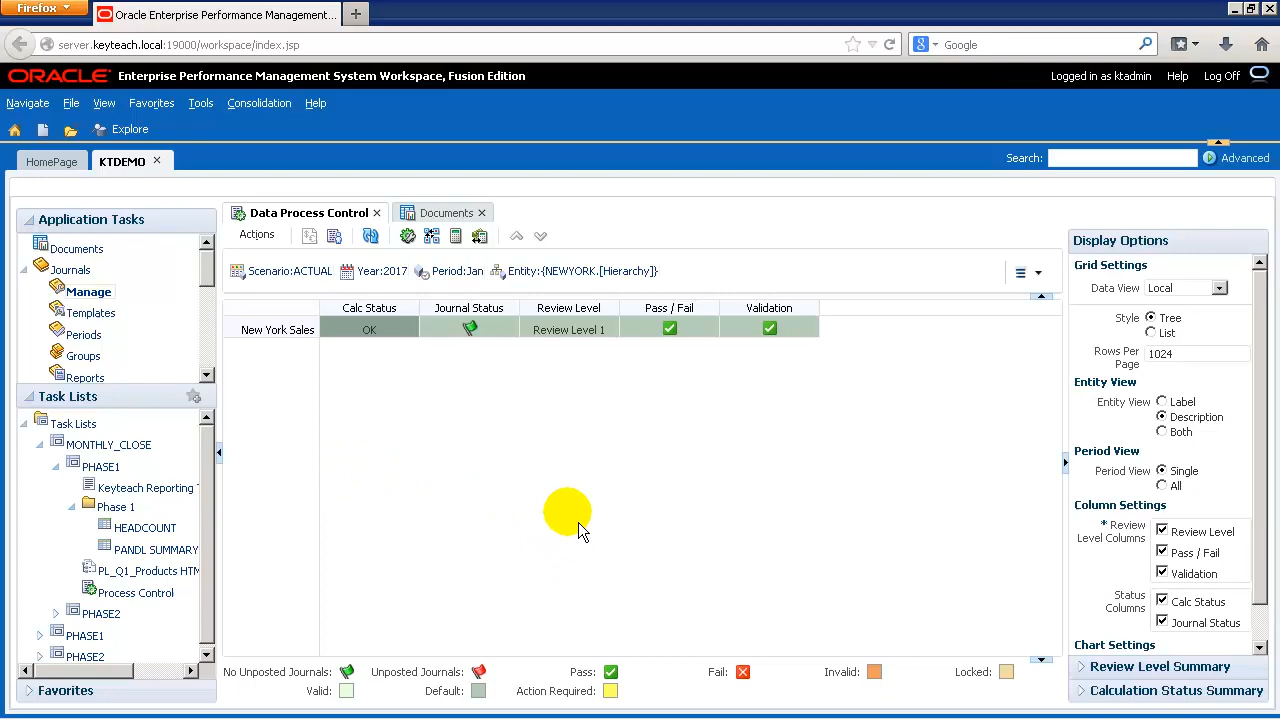 Firefox
Oracle Enterprise Performance Management...
server.keyteach.local:19000/workspace/index.jsp
Google
ORACLE Enterprise Performance Management System Workspace, Fusion Edition
Logged in as ktadmin Help Log Off
Navigate File View Favorites Tools Consolidation Help
Explore
HomePage KTDEMO
Search: Advanced
Application Tasks
Documents
Journals
Manage
Templates
Periods
Groups
Reports
Task Lists
Task Lists
MONTHLY_CLOSE
PHASE1
Keyteach Reporting
Phase 1
HEADCOUNT
PANDL SUMMARY
PL_Q1_Products HTM
Process Control
PHASE2
PHASE1
PHASE2
Favorites
Data Process Control Documents
Actions
Scenario:ACTUAL Year:2017 Period:Jan Entity:{NEWYORK.[Hierarchy]}
Calc Status Journal Status Review Level Pass / Fail Validation
New York Sales OK Review Level 1
No Unposted Journals: Unposted Journals: Pass: Fail: Invalid: Locked:
Valid: Default: Action Required:
Display Options
Grid Settings
Data View Local
Style Tree
List
Rows Per Page 1024
Entity View
Entity View Label
Description
Both
Period View
Period View Single
All
Column Settings
* Review Level Columns Review Level
Pass / Fail
Validation
Status Columns Calc Status
Journal Status
Chart Settings
Review Level Summary
Calculation Status Summary